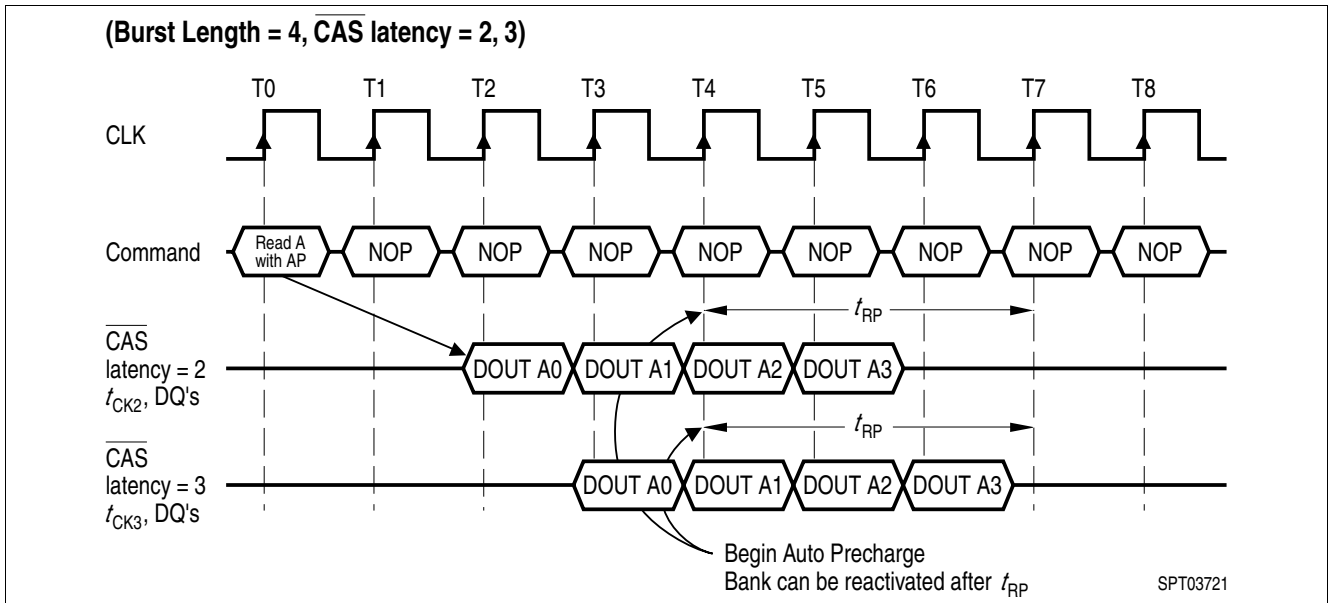 (Burst Length = 4, CAS latency = 2, 3)
T0 T1 T2 T3 T4 T5 T6 T7 T8
CLK
Command
Read A
with AP
NOP NOP NOP NOP NOP NOP NOP NOP
tRP
CAS
latency = 2
tCK2, DQ's
DOUT A0 DOUT A1 DOUT A2 DOUT A3
tRP
CAS
latency = 3
tCK3, DQ's
DOUT A0 DOUT A1 DOUT A2 DOUT A3
Begin Auto Precharge
Bank can be reactivated after tRP
SPT03721